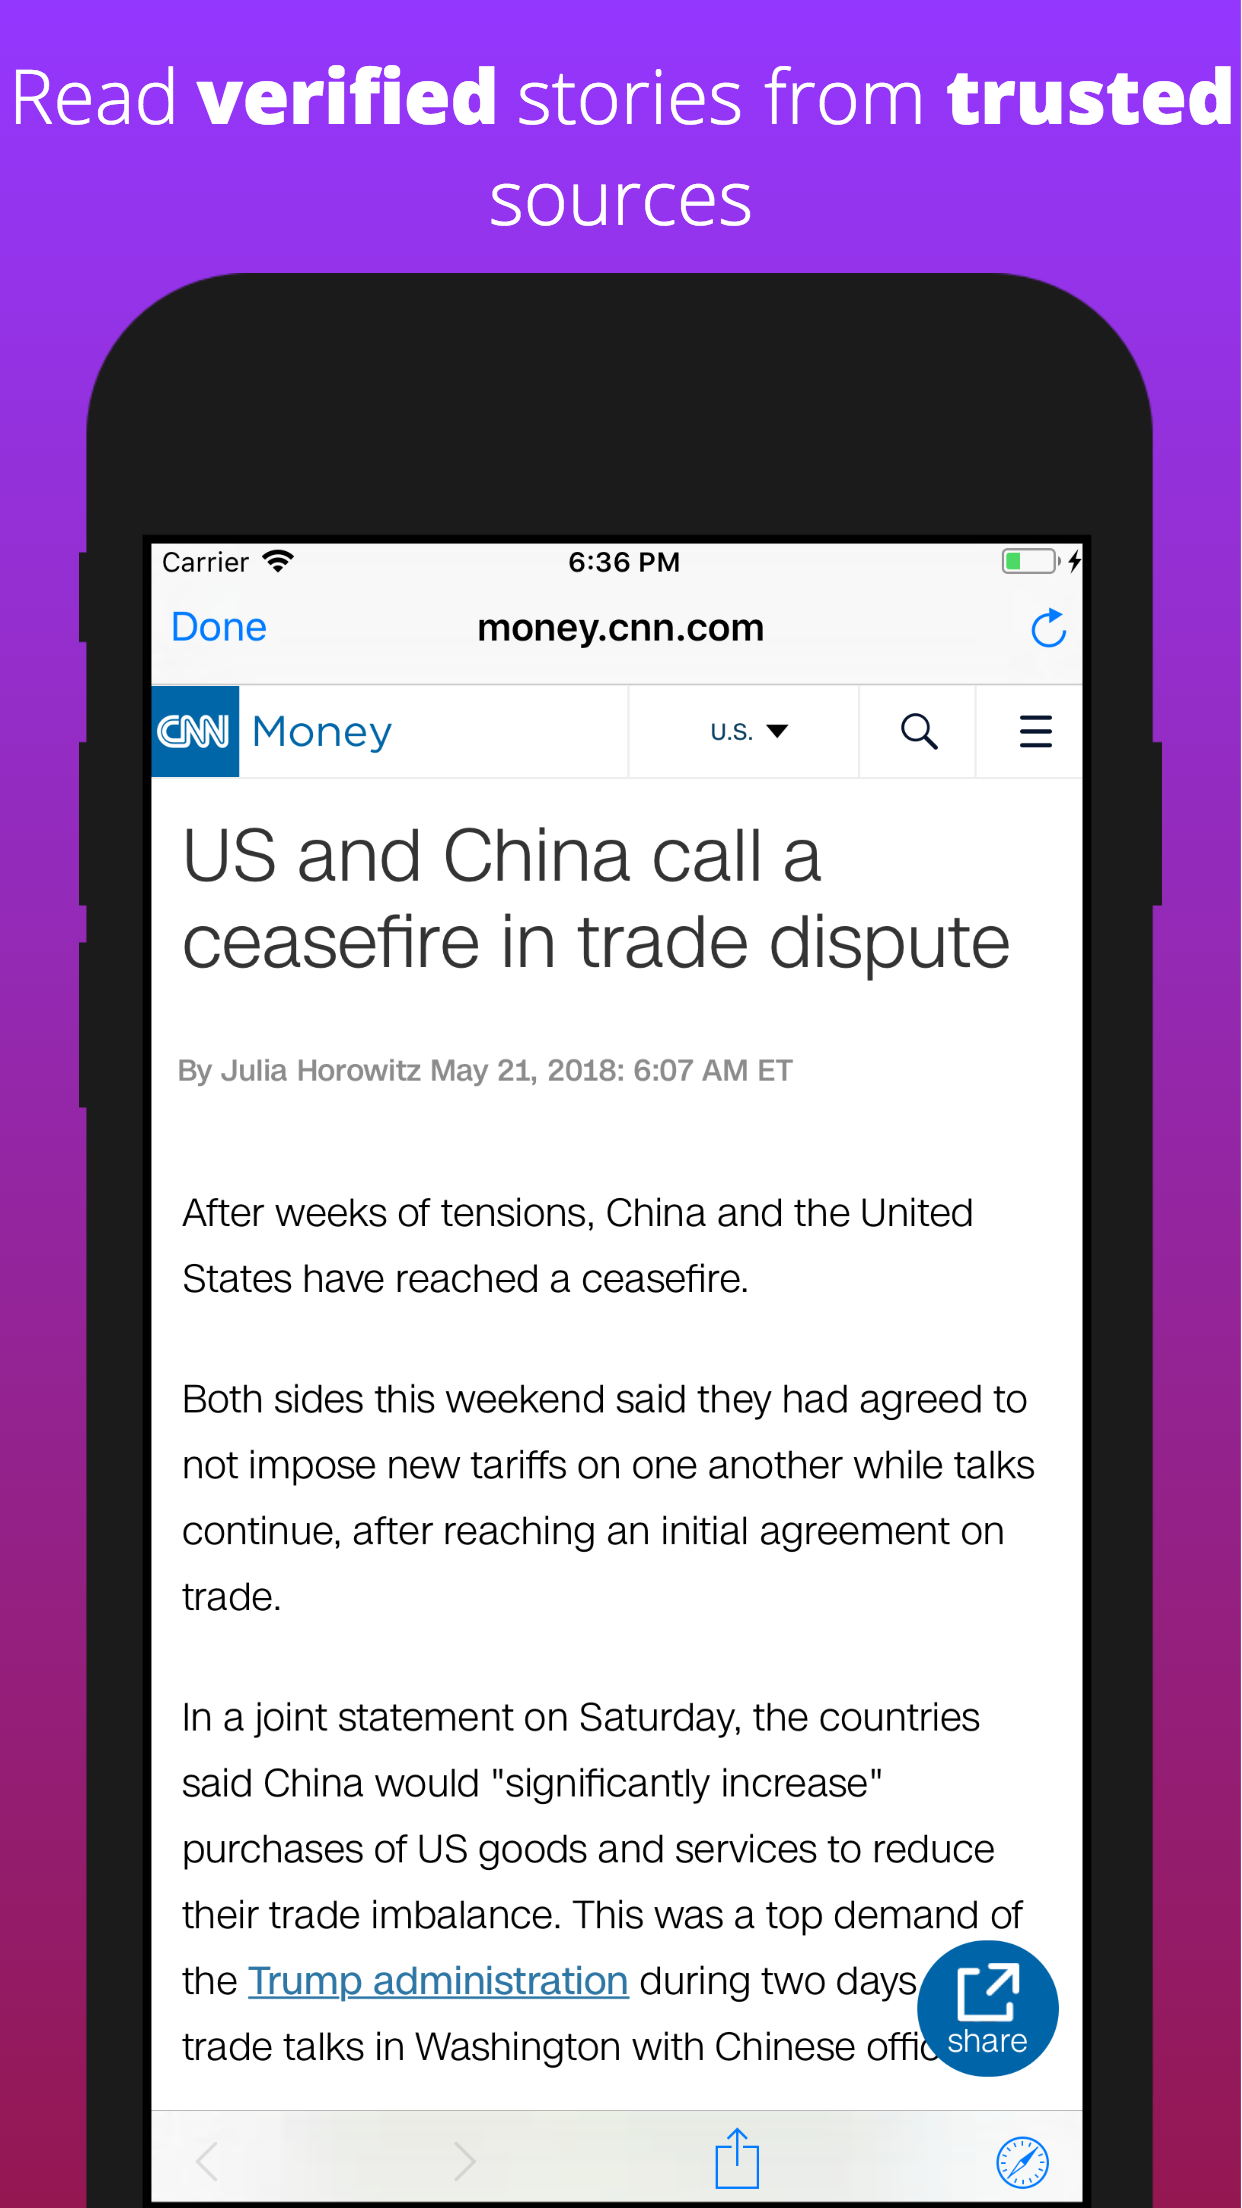 Read verified stories from trusted
sources
Carrier
6:36 PM
Done
money.cnn.com
CNN Money
U.S.
US and China call a
ceasefire in trade dispute
By Julia Horowitz May 21, 2018: 6:07 AM ET
After weeks of tensions, China and the United
States have reached a ceasefire.
Both sides this weekend said they had agreed to
not impose new tariffs on one another while talks
continue, after reaching an initial agreement on
trade.
In a joint statement on Saturday, the countries
said China would "significantly increase"
purchases of US goods and services to reduce
their trade imbalance. This was a top demand of
the Trump administration during two days
trade talks in Washington with Chinese
share